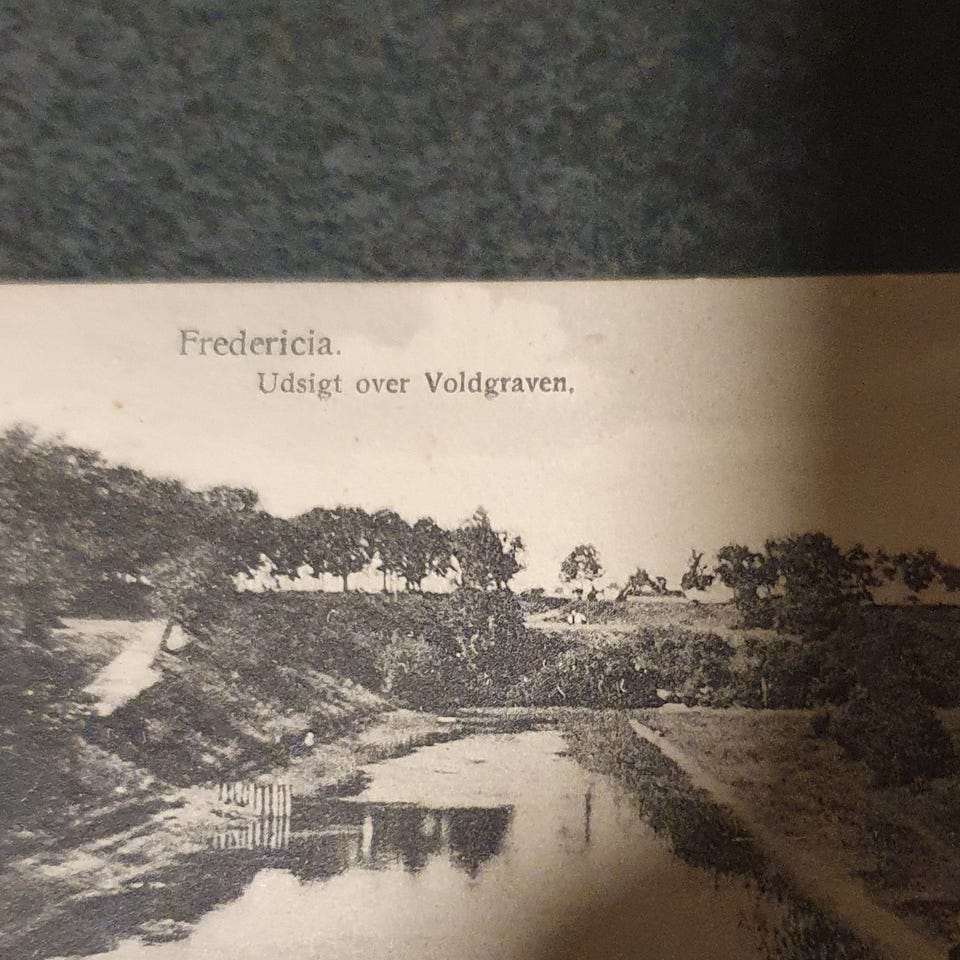 Fredericia.
Udsigt over Voldgraven.